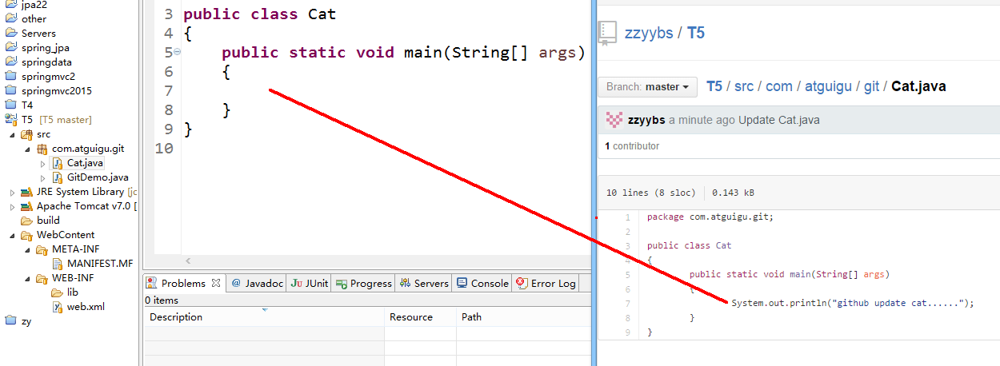 jpa22
other
Servers
spring_jpa
springdata
springmvc2
springmvc2015
T4
T5 [T5 master]
src
com.atguigu.git
Cat.java
GitDemo.java
JRE System Library [jc
Apache Tomcat v7.0 [
build
WebContent
META-INF
MANIFEST.MF
WEB-INF
lib
web.xml
zy
3 public class Cat
4 {
5 public static void main(String[] args)
6 {
7
8 }
9 }
10
Problems @ Javadoc JU JUnit Progress Servers Console Error Log
0 items
Description Resource Path
zzyybs / T5
Branch: master T5 / src / com / atguigu / git / Cat.java
zzyybs a minute ago Update Cat.java
1 contributor
10 lines (8 sloc) 0.143 kB
1 package com.atguigu.git;
2
3 public class Cat
4 {
5 public static void main(String[] args)
6 {
7 System.out.println("github update cat......");
8 }
9 }